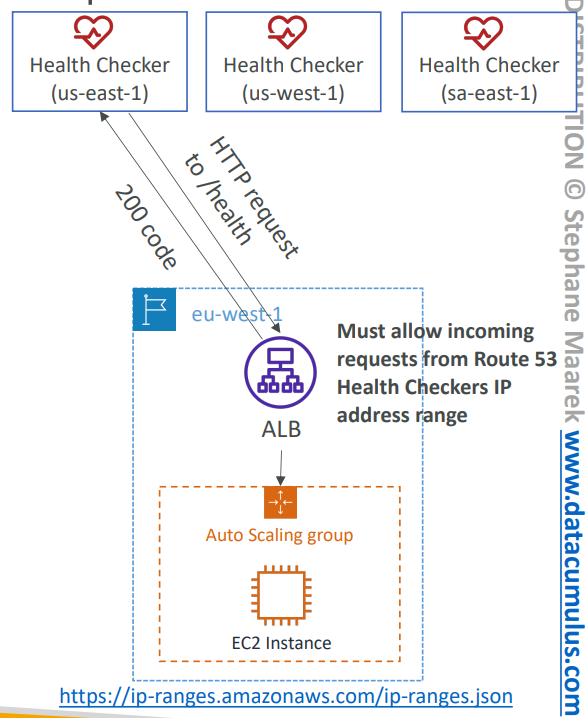 Health Checker
(us-east-1)
Health Checker
(us-west-1)
Health Checker
(sa-east-1)
HTTP request
to /health
200 code
eu-west-1
Must allow incoming
requests from Route 53
Health Checkers IP
address range
ALB
Auto Scaling group
EC2 Instance
https://ip-ranges.amazonaws.com/ip-ranges.json
DISTRIBUTION © Stephane Maarek www.datacumulus.com